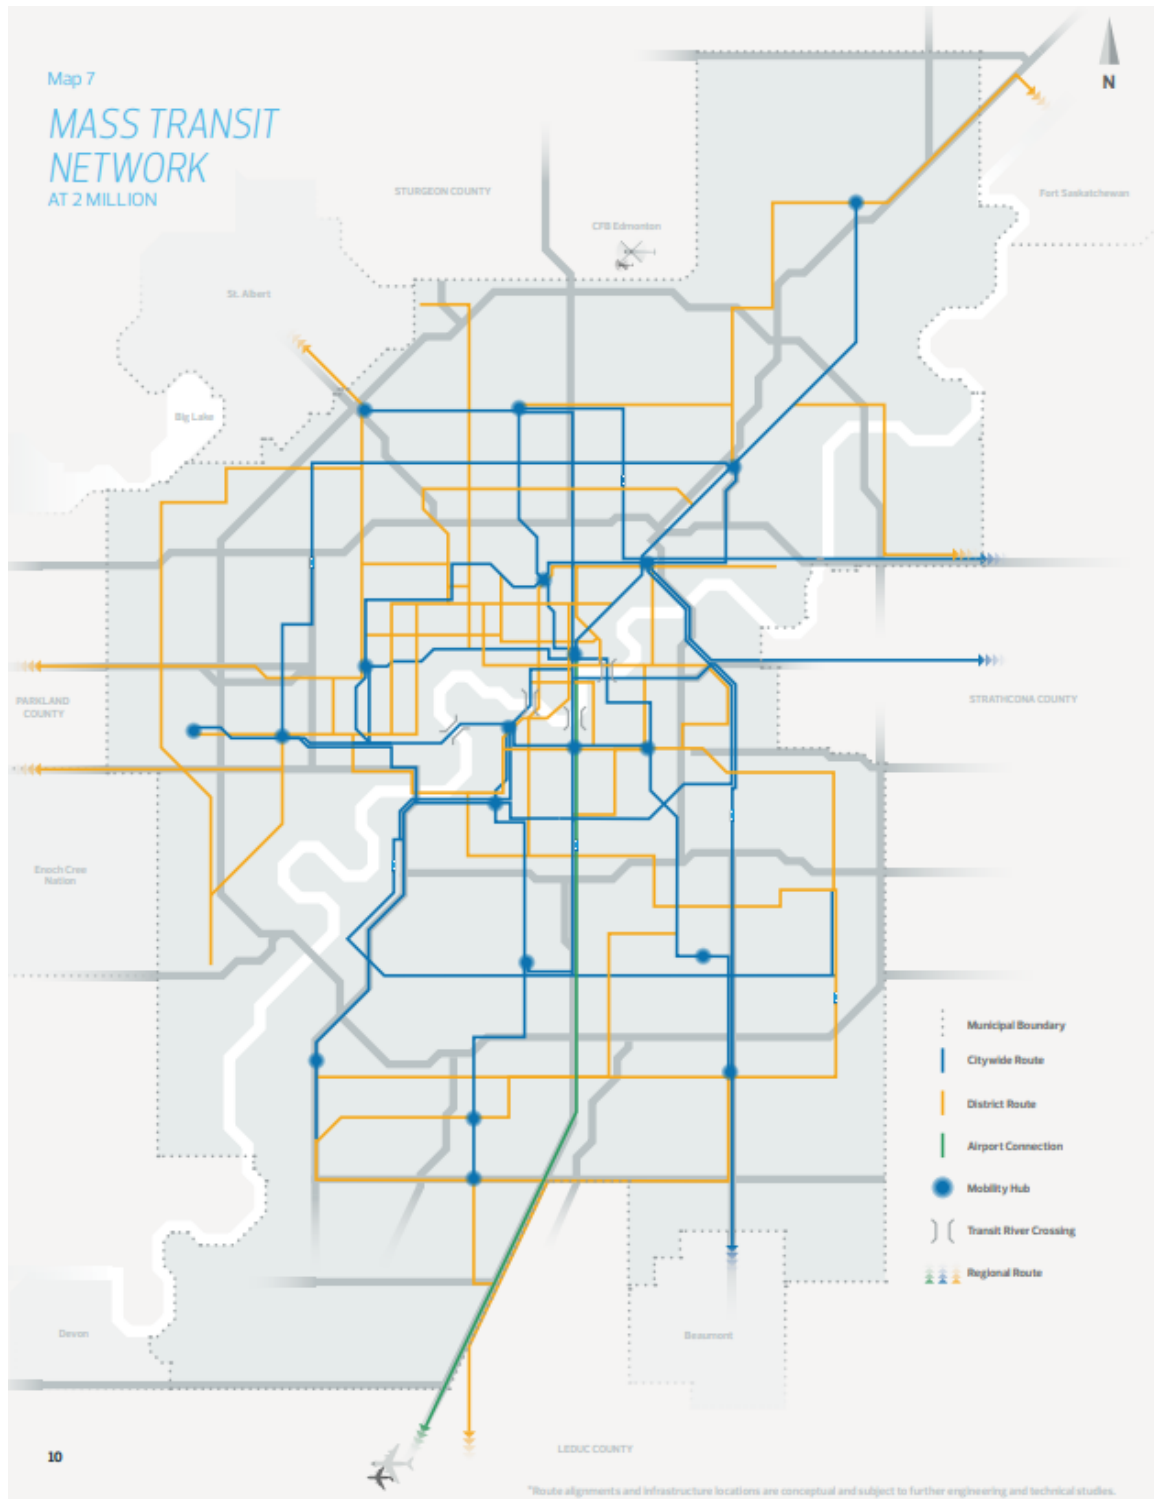 Map 7
MASS TRANSIT
NETWORK
AT 2 MILLION
N
STURGEON COUNTY
Fort Saskatchewan
CFB Edmonton
St. Albert
Big Lake
PARKLAND
COUNTY
STRATHCONA COUNTY
Enoch Cree
Nation
Municipal Boundary
Citywide Route
District Route
Airport Connection
Mobility Hub
Transit River Crossing
Regional Route
Devon
Beaumont
10
LEDUC COUNTY
*Route alignments and infrastructure locations are conceptual and subject to further engineering and technical studies.